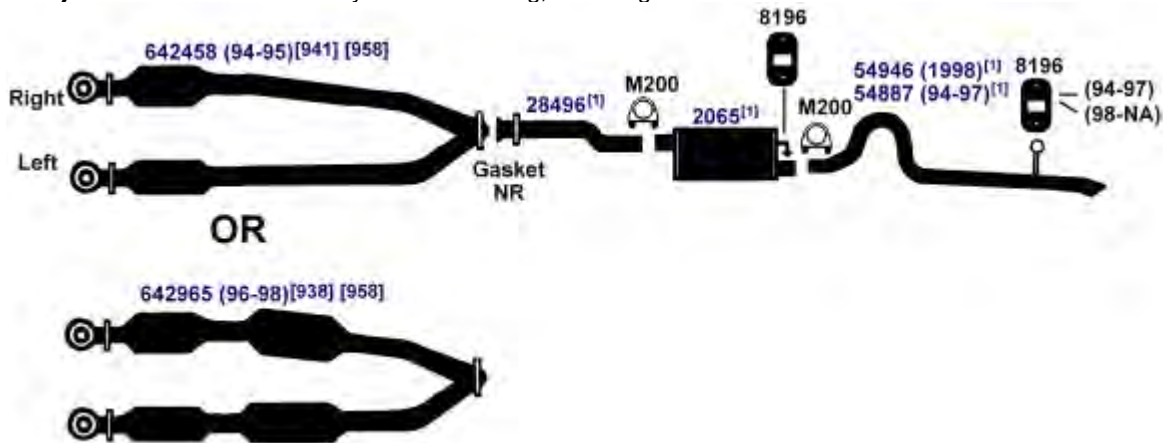 642458 (94-95)[941] [958]
Right
Left
28496[1]
Gasket
NR
M200
2065[1]
8196
M200
54946 (1998)[1]
54887 (94-97)[1]
8196
(94-97)
(98-NA)
OR
642965 (96-98)[938] [958]